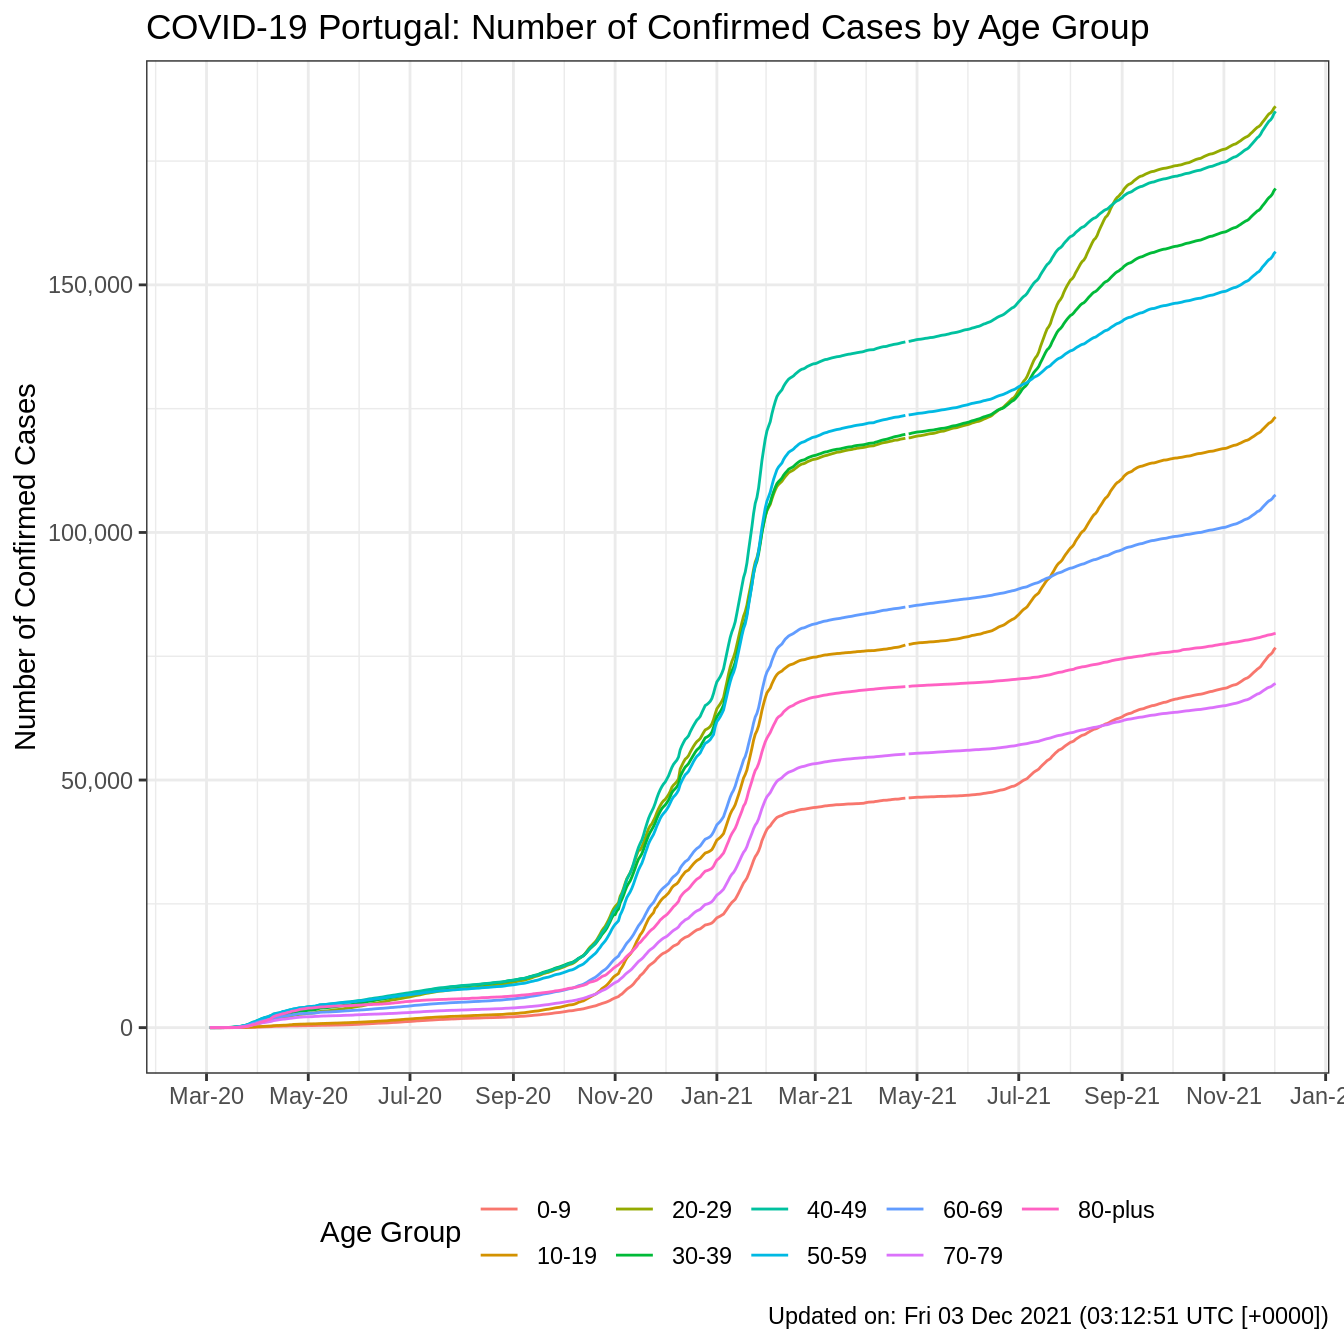 COVID-19 Portugal: Number of Confirmed Cases by Age Group
Number of Confirmed Cases
150,000
100,000
50,000
0
Mar-20 May-20 Jul-20 Sep-20 Nov-20 Jan-21 Mar-21 May-21 Jul-21 Sep-21 Nov-21 Jan-2
Age Group
0-9 20-29 40-49 60-69 80-plus
10-19 30-39 50-59 70-79
Updated on: Fri 03 Dec 2021 (03:12:51 UTC [+0000])